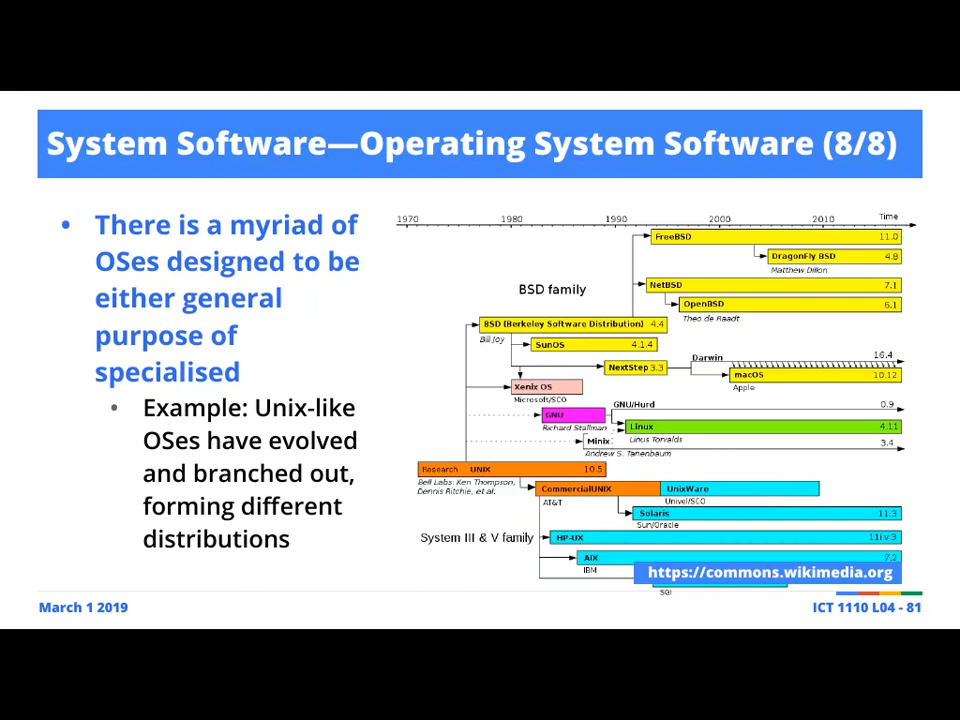 System Software—Operating System Software (8/8)
• There is a myriad of
OSes designed to be
either general
purpose of
specialised
• Example: Unix-like
OSes have evolved
and branched out,
forming different
distributions
1970 1980 1990 2000 2010 Time
FreeBSD 11.0
DragonFly BSD 4.8
Matthew Dillon
BSD family
NetBSD 7.1
OpenBSD 6.1
Theo de Raadt
BSD (Berkeley Software Distribution) 4.4
Bill Joy
SunOS 4.1.4
Darwin 16.4
NextStep 3.3
macOS 10.12
Apple
Xenix OS
Microsoft/SCO
GNU/Hurd 0.9
GNU
Richard Stallman
Linux 4.11
Linus Torvalds
Minix 3.4
Andrew S. Tanenbaum
Research UNIX 10.5
Bell Labs: Ken Thompson,
Dennis Ritchie, et al.
CommercialUNIX UnixWare
AT&T Univel/SCO
Solaris 11.3
Sun/Oracle
System III & V family HP-UX 11i v 3
AIX 7.2
IBM
https://commons.wikimedia.org
SGI
March 1 2019 ICT 1110 L04 - 81